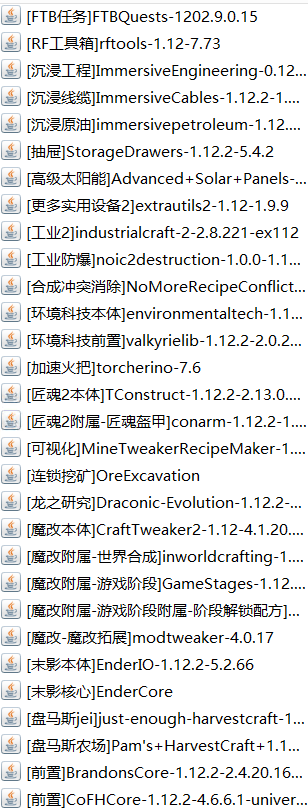 [FTB任务]FTBQuests-1202.9.0.15
[RF工具箱]rftools-1.12-7.73
[沉浸工程]ImmersiveEngineering-0.12...
[沉浸线缆]ImmersiveCables-1.12.2-1....
[沉浸原油]immersivepetroleum-1.12....
[抽屉]StorageDrawers-1.12.2-5.4.2
[高级太阳能]Advanced+Solar+Panels-...
[更多实用设备2]extrautils2-1.12-1.9.9
[工业2]industrialcraft-2-2.8.221-ex112
[工业防爆]noic2destruction-1.0.0-1.1...
[合成冲突消除]NoMoreRecipeConflict...
[环境科技本体]environmentaltech-1.1...
[环境科技前置]valkyrielib-1.12.2-2.0.2...
[加速火把]torcherino-7.6
[匠魂2本体]TConstruct-1.12.2-2.13.0....
[匠魂2附属-匠魂盔甲]conarm-1.12.2-1....
[可视化]MineTweakerRecipeMaker-1....
[连锁挖矿]OreExcavation
[龙之研究]Draconic-Evolution-1.12.2-...
[魔改本体]CraftTweaker2-1.12-4.1.20....
[魔改附属-世界合成]inworldcrafting-1....
[魔改附属-游戏阶段]GameStages-1.12....
[魔改附属-游戏阶段附属-阶段解锁配方]...
[魔改-魔改拓展]modtweaker-4.0.17
[末影本体]EnderIO-1.12.2-5.2.66
[末影核心]EnderCore
[盘马斯jei]just-enough-harvestcraft-1...
[盘马斯农场]Pam's+HarvestCraft+1.1...
[前置]BrandonsCore-1.12.2-2.4.20.16...
[前置]CoFHCore-1.12.2-4.6.6.1-univer...